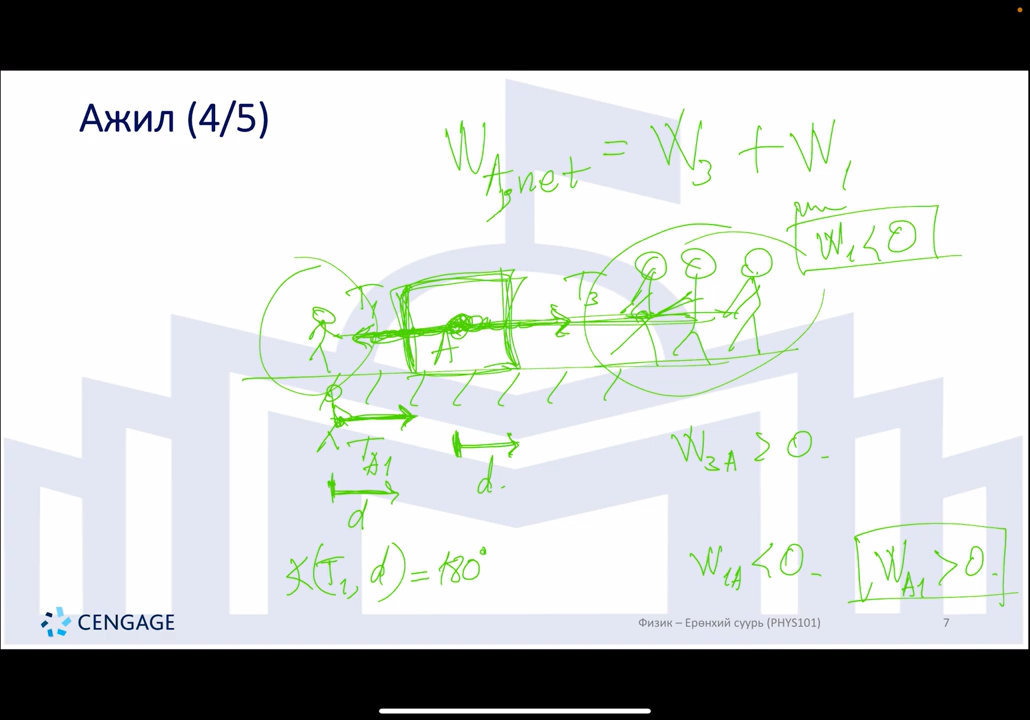 Ажил (4/5)
W_A,net = W_3 + W_1
W_1 < 0
T_1
T_3
A
T_A1
d
d.
W_3A > 0.
∢(T_1, d) = 180°
W_1A < 0.
W_A1 > 0.
CENGAGE
Физик – Ерөнхий суурь (PHYS101)
7